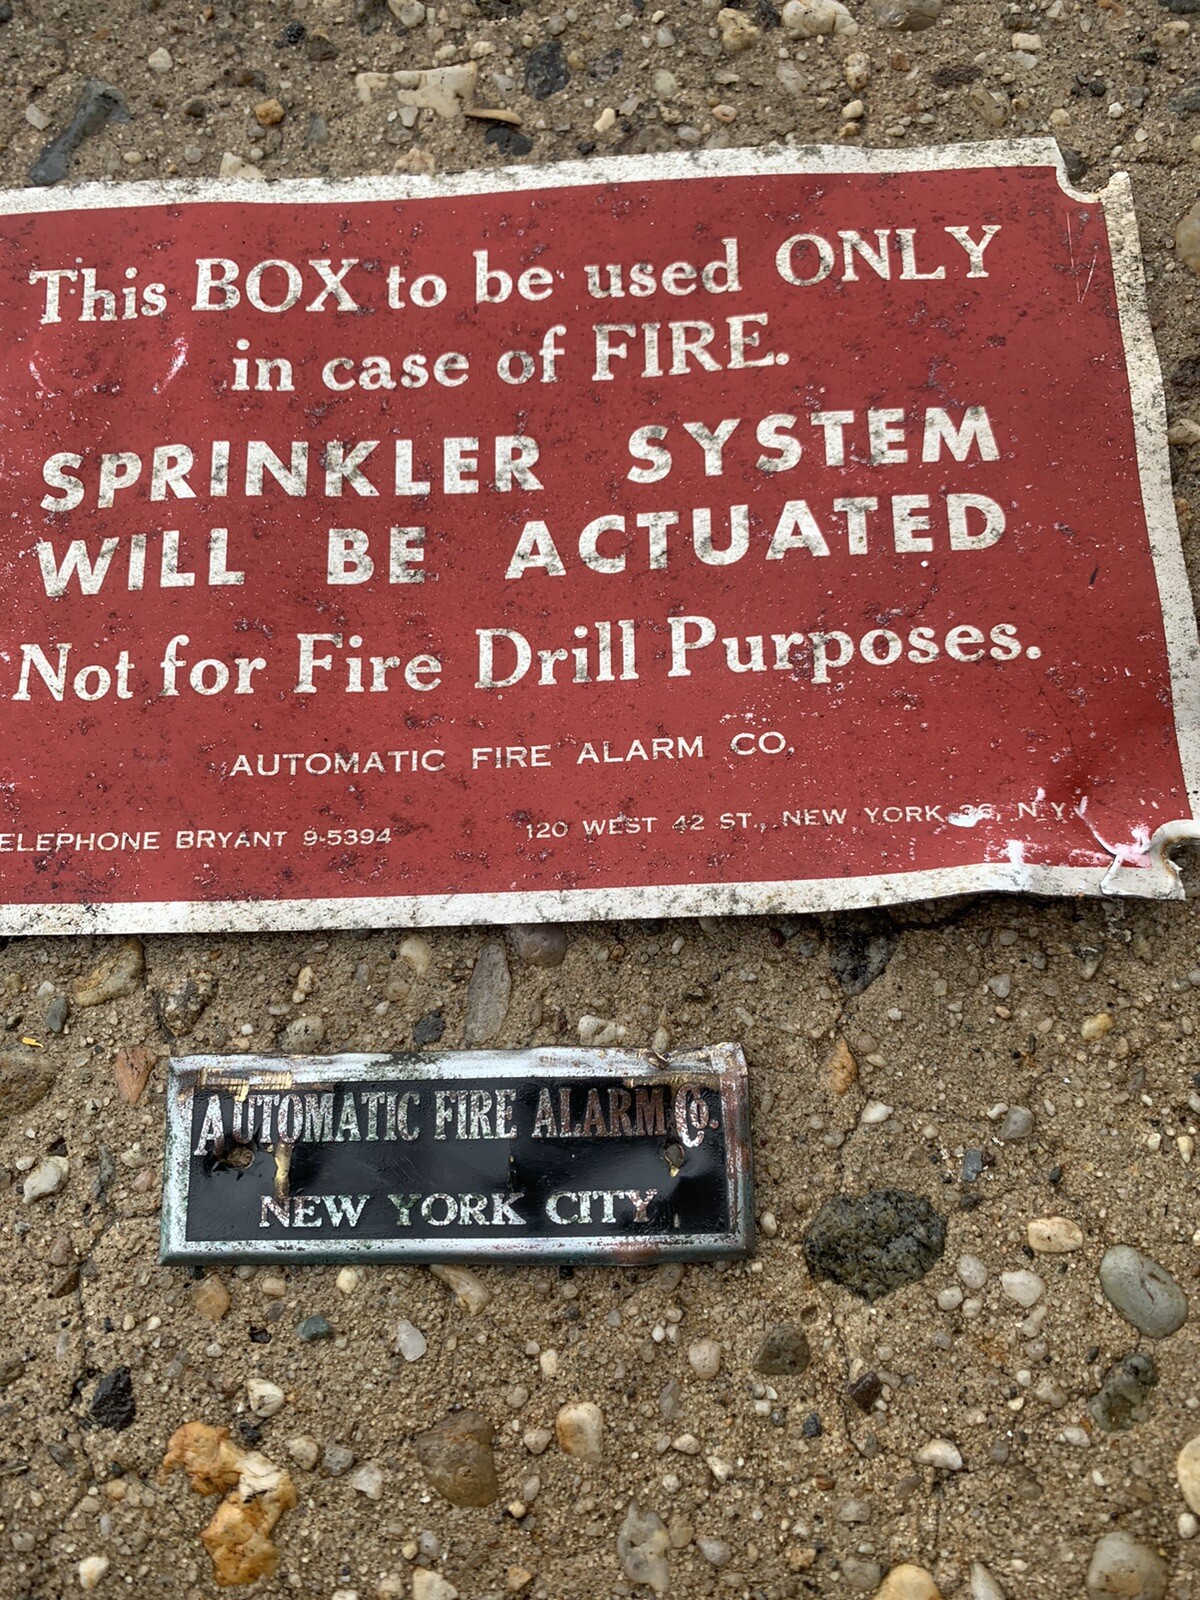 This BOX to be used ONLY
in case of FIRE.
SPRINKLER SYSTEM
WILL BE ACTUATED
Not for Fire Drill Purposes.
AUTOMATIC FIRE ALARM CO.
ELEPHONE BRYANT 9-5394 120 WEST 42 ST., NEW YORK 36, N.Y.
AUTOMATIC FIRE ALARM Co.
NEW YORK CITY.